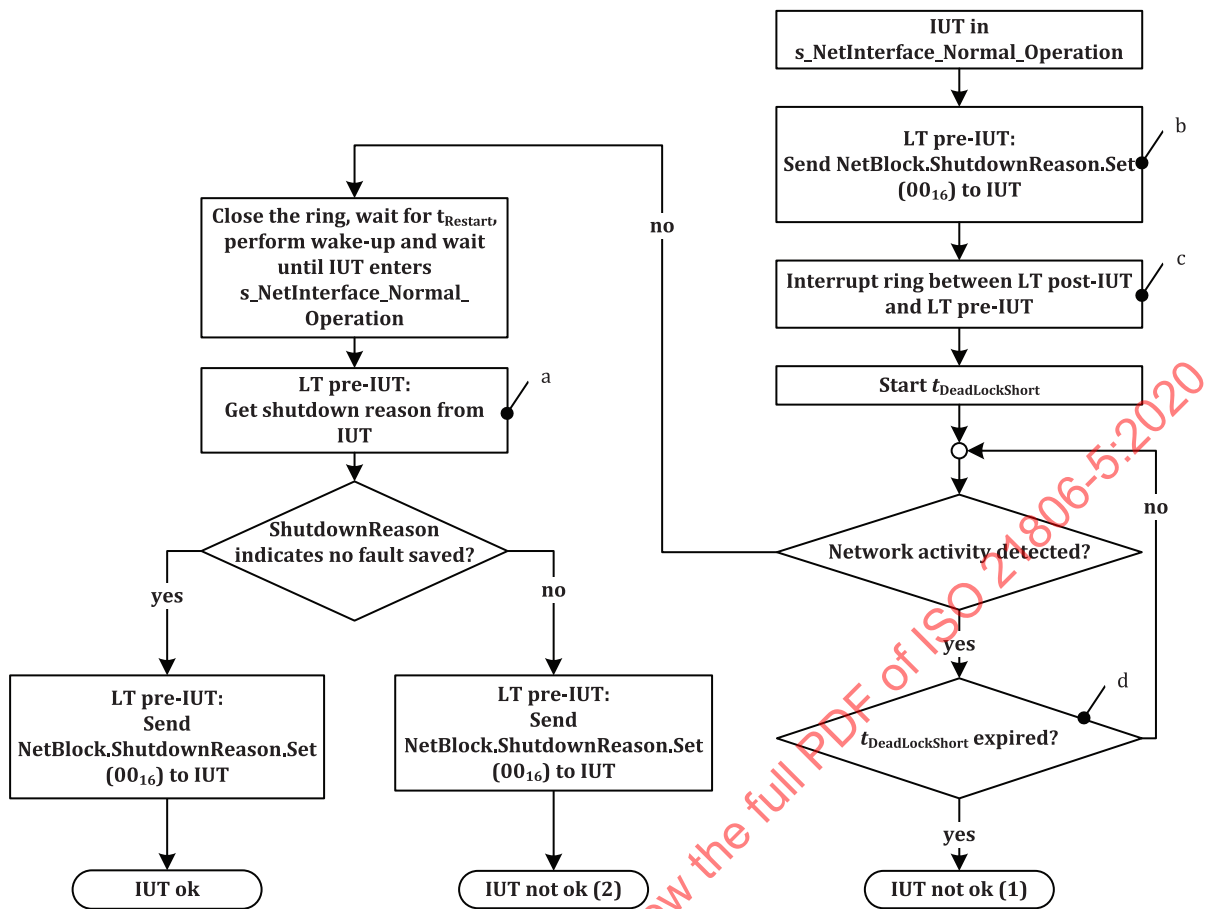 IUT in
s_NetInterface_Normal_Operation
LT pre-IUT:
Send NetBlock.ShutdownReason.Set
(00₁₆) to IUT
b
Interrupt ring between LT post-IUT
and LT pre-IUT
c
Start tDeadLockShort
Network activity detected?
no
yes
tDeadLockShort expired?
d
no
yes
IUT not ok (1)
Close the ring, wait for tRestart,
perform wake-up and wait
until IUT enters
s_NetInterface_Normal_
Operation
LT pre-IUT:
Get shutdown reason from
IUT
a
ShutdownReason
indicates no fault saved?
yes
no
LT pre-IUT:
Send
NetBlock.ShutdownReason.Set
(00₁₆) to IUT
IUT ok
LT pre-IUT:
Send
NetBlock.ShutdownReason.Set
(00₁₆) to IUT
IUT not ok (2)
the full PDF of ISO 21806-5:2020